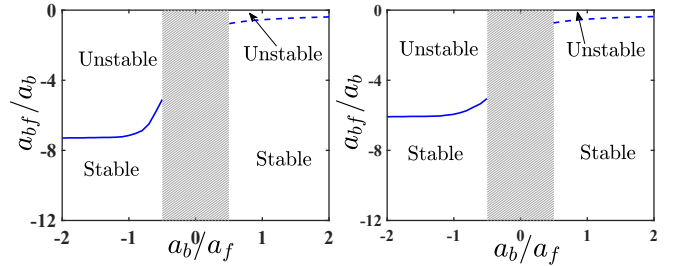 0
-4
-8
-12
a_{bf}/a_b
Unstable
Unstable
Stable
Stable
-2
-1
0
1
2
a_b/a_f
0
-4
-8
-12
a_{bf}/a_b
Unstable
Unstable
Stable
Stable
-2
-1
0
1
2
a_b/a_f